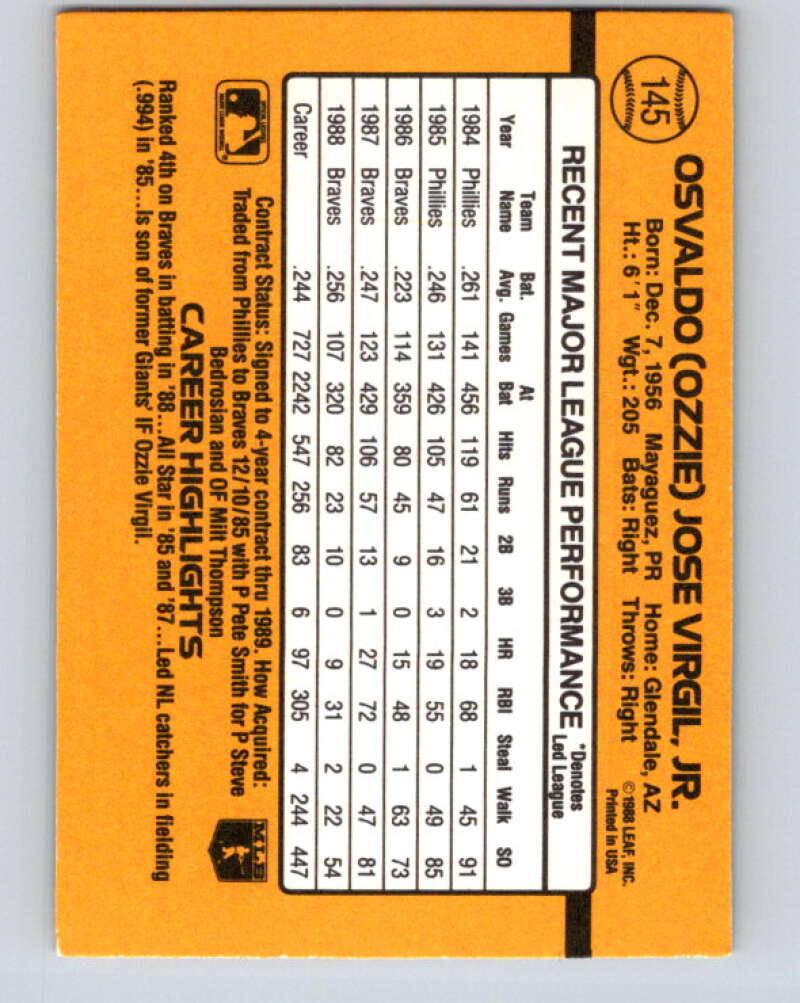 145
OSVALDO (OZZIE) JOSE VIRGIL, JR.
Born: Dec. 7, 1956 Mayaguez, PR Home: Glendale, AZ
Ht.: 6'1" Wgt.: 205 Bats: Right Throws: Right
© 1988 LEAF, INC.
Printed in USA
RECENT MAJOR LEAGUE PERFORMANCE *Denotes Led League
Year Team Name Bat. Avg. Games At Bat Hits Runs 2B 3B HR RBI Steal Walk SO
1984 Phillies .261 141 456 119 61 21 2 18 68 1 45 91
1985 Phillies .246 131 426 105 47 16 3 19 55 0 49 85
1986 Braves .223 114 359 80 45 9 0 15 48 1 63 73
1987 Braves .247 123 429 106 57 13 1 27 72 0 47 81
1988 Braves .256 107 320 82 23 10 0 9 31 2 22 54
Career .244 727 2242 547 256 83 6 97 305 4 244 447
Contract Status: Signed to 4-year contract thru 1989. How Acquired:
Traded from Phillies to Braves 12/10/85 with P Pete Smith for P Steve
Bedrosian and OF Milt Thompson
MLB
CAREER HIGHLIGHTS
Ranked 4th on Braves in batting in '88...All Star in '85 and '87...Led NL catchers in fielding
(.994) in '85...Is son of former Giants' IF Ozzie Virgil.